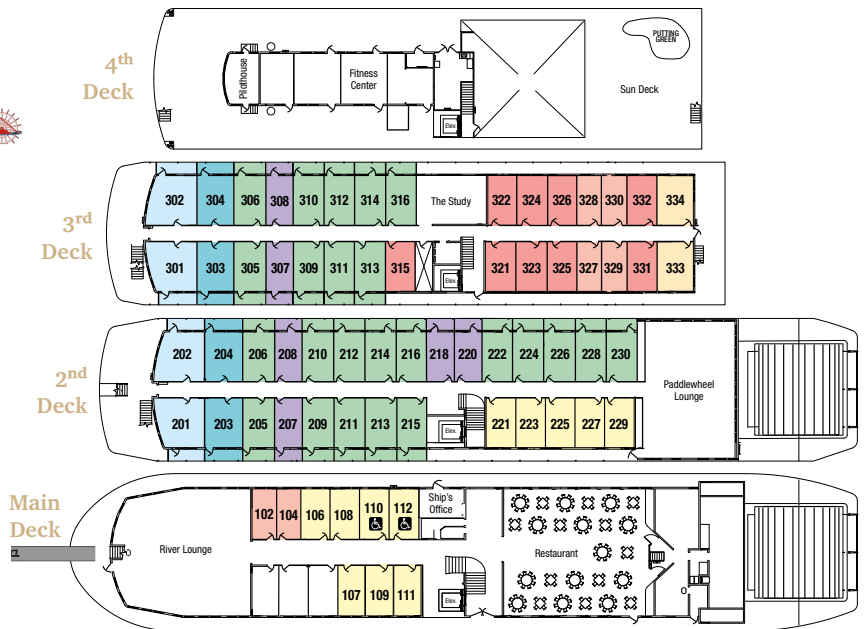 4th
Deck
Pilothouse
Fitness
Center
Elev.
Sun Deck
PUTTING
GREEN
3rd
Deck
302 304 306 308 310 312 314 316 The Study 322 324 326 328 330 332 334
301 303 305 307 309 311 313 315 Elev. 321 323 325 327 329 331 333
2nd
Deck
202 204 206 208 210 212 214 216 218 220 222 224 226 228 230
Paddlewheel
Lounge
201 203 205 207 209 211 213 215 Elev. 221 223 225 227 229
Main
Deck
River Lounge
102 104 106 108 110 112
Ship's
Office
Restaurant
107 109 111 Elev.